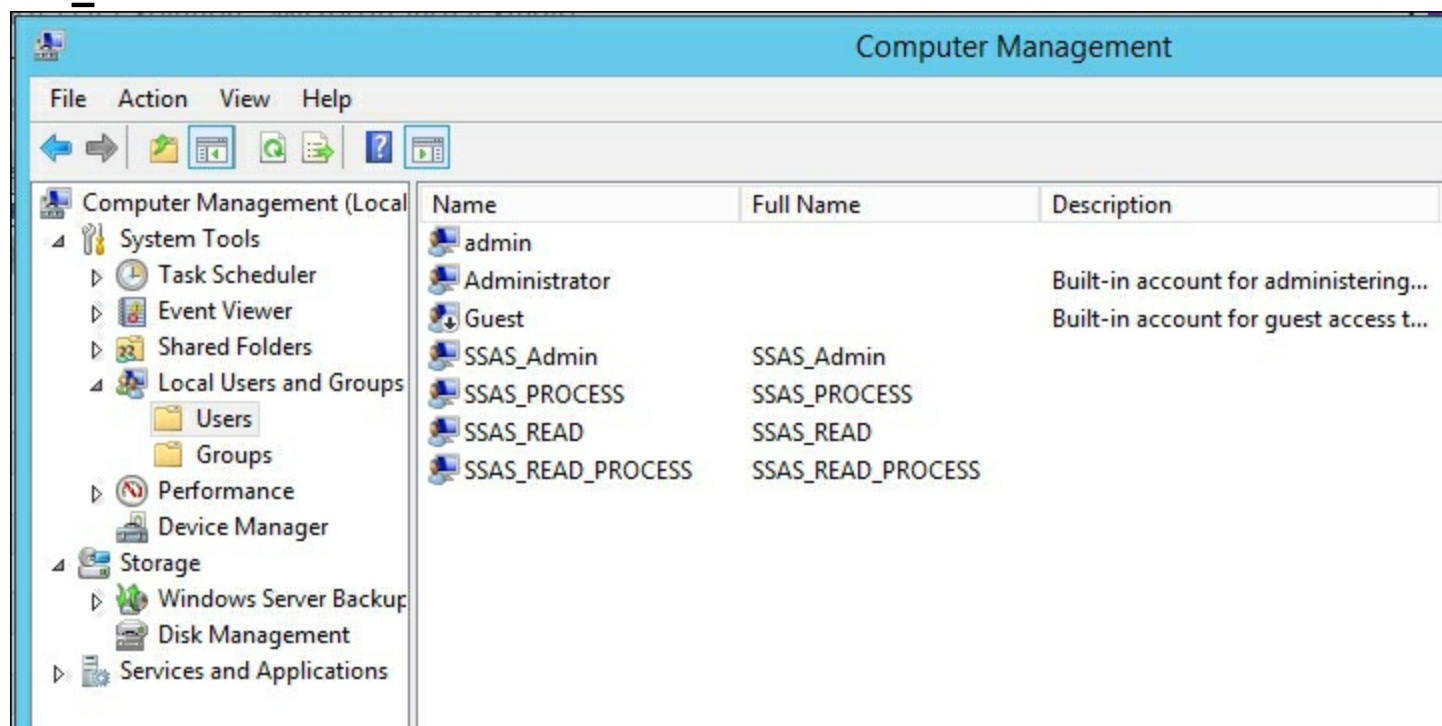 Computer Management
File Action View Help
Computer Management (Local
System Tools
Task Scheduler
Event Viewer
Shared Folders
Local Users and Groups
Users
Groups
Performance
Device Manager
Storage
Windows Server Backup
Disk Management
Services and Applications
Name Full Name Description
admin
Administrator Built-in account for administering...
Guest Built-in account for guest access t...
SSAS_Admin SSAS_Admin
SSAS_PROCESS SSAS_PROCESS
SSAS_READ SSAS_READ
SSAS_READ_PROCESS SSAS_READ_PROCESS